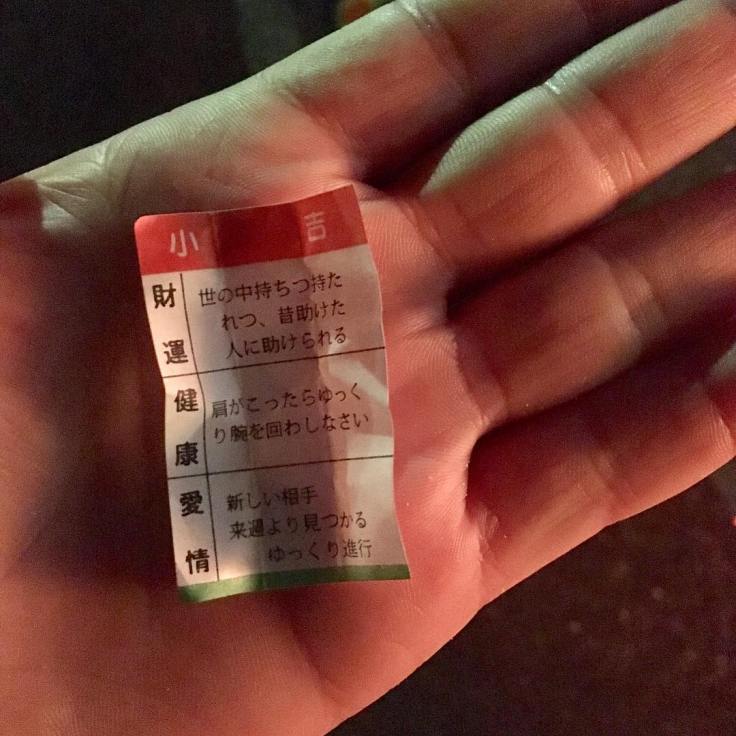 小 吉
財運
世の中持ちつ持た
れつ、昔助けた
人に助けられる
健康
肩がこったらゆっく
り腕を回わしなさい
愛情
新しい相手
来週より見つかる
ゆっくり進行